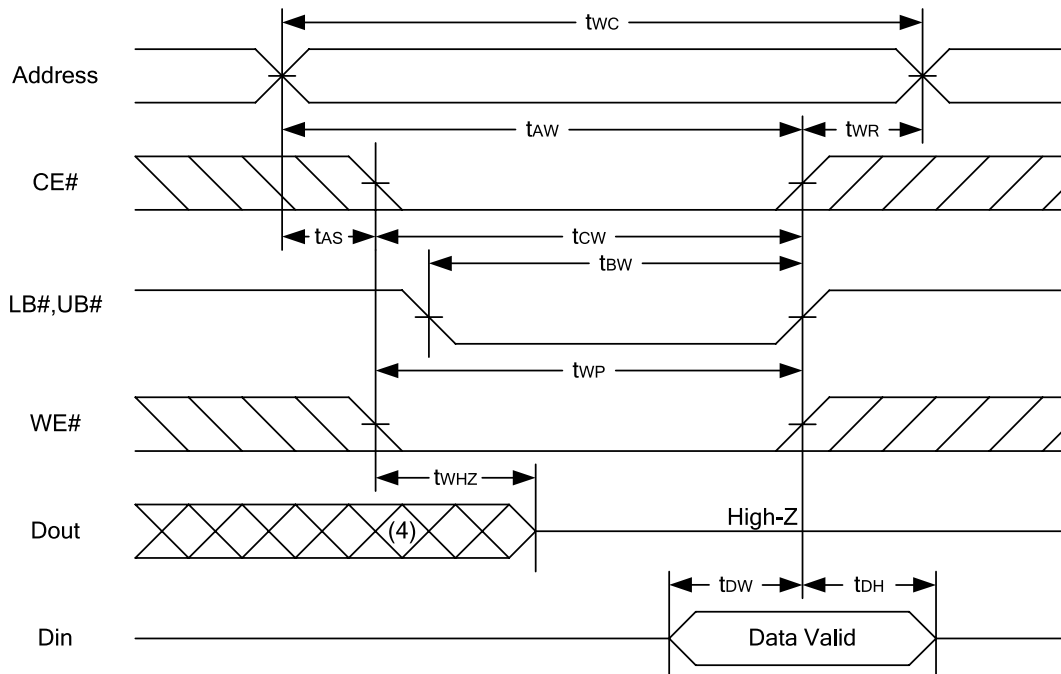 tWC
Address
tAW
tWR
CE#
tAS
tCW
tBW
LB#,UB#
tWP
WE#
tWHZ
Dout
(4)
High-Z
tDW
tDH
Din
Data Valid